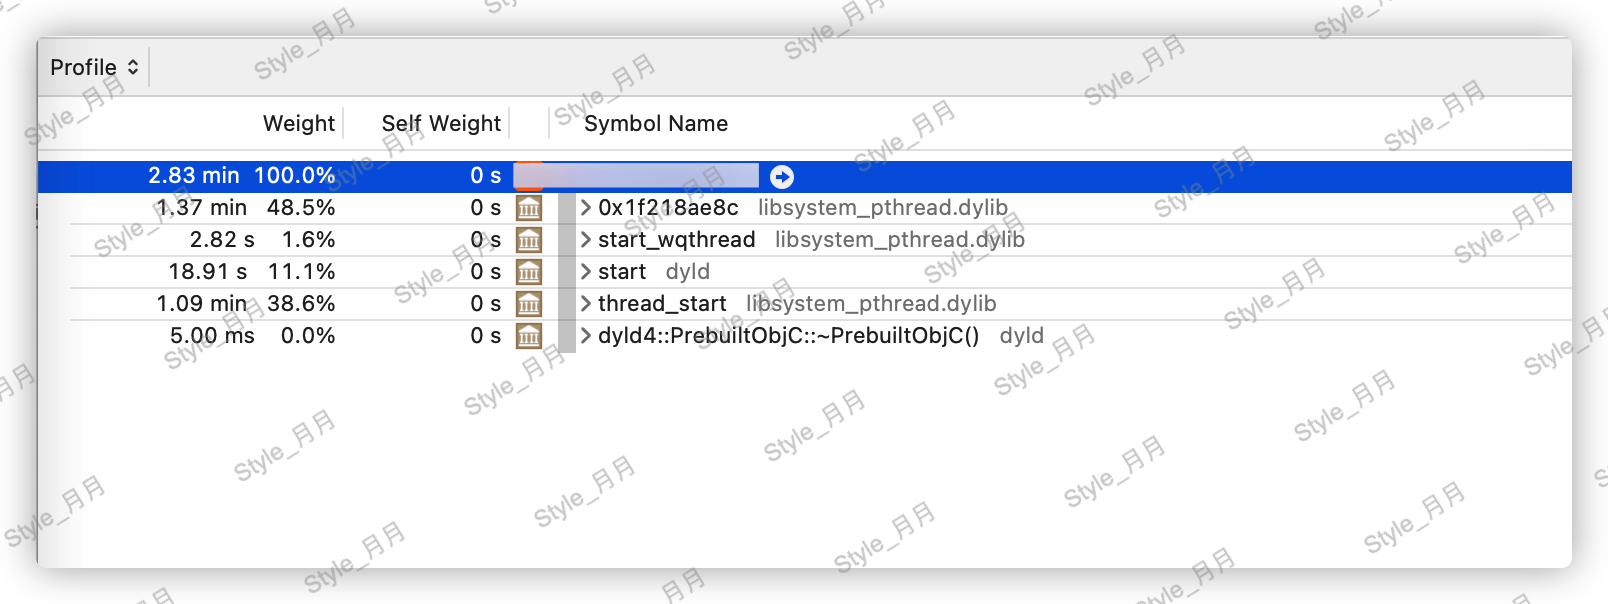 Profile
Weight Self Weight Symbol Name
2.83 min 100.0% 0 s
1.37 min 48.5% 0 s 0x1f218ae8c libsystem_pthread.dylib
2.82 s 1.6% 0 s start_wqthread libsystem_pthread.dylib
18.91 s 11.1% 0 s start dyld
1.09 min 38.6% 0 s thread_start libsystem_pthread.dylib
5.00 ms 0.0% 0 s dyld4::PrebuiltObjC::~PrebuiltObjC() dyld
Style_月月